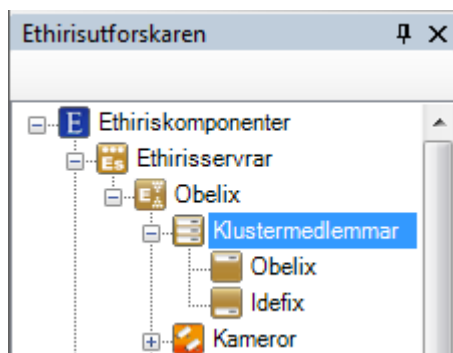 Ethirisutforskaren
Ethiriskomponenter
Ethirisservrar
Obelix
Klustermedlemmar
Obelix
Idefix
Kameror